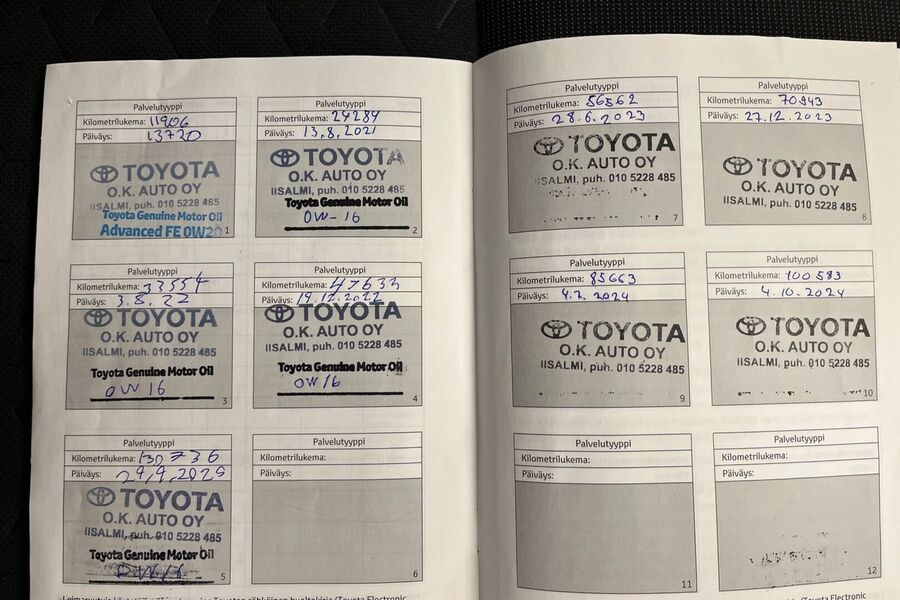 Palvelutyyppi
Kilometrilukema: 11906
Päiväys: 13720
TOYOTA
O.K. AUTO OY
IISALMI, puh. 010 5228 485
Toyota Genuine Motor Oil
Advanced FE 0W20
1
Palvelutyyppi
Kilometrilukema: 24284
Päiväys: 13,8,2021
TOYOTA
O.K. AUTO OY
IISALMI, puh. 010 5228 485
Toyota Genuine Motor Oil
0W-16
2
Palvelutyyppi
Kilometrilukema: 33554
Päiväys: 3.8.22
TOYOTA
O.K. AUTO OY
IISALMI, puh. 010 5228 485
Toyota Genuine Motor Oil
0W16
3
Palvelutyyppi
Kilometrilukema: 47633
Päiväys: 19.12.2022
TOYOTA
O.K. AUTO OY
IISALMI, puh. 010 5228 485
Toyota Genuine Motor Oil
0W16
4
Palvelutyyppi
Kilometrilukema: 130736
Päiväys: 29,9,2025
TOYOTA
O.K. AUTO OY
IISALMI, puh. 010 5228 485
Toyota Genuine Motor Oil
0W16
5
Palvelutyyppi
Kilometrilukema:
Päiväys:
6
Palvelutyyppi
Kilometrilukema: 56562
Päiväys: 28.6.2023
TOYOTA
O.K. AUTO OY
IISALMI, puh. 010 5228 485
7
Palvelutyyppi
Kilometrilukema: 70943
Päiväys: 27.12.2023
TOYOTA
O.K. AUTO OY
IISALMI, puh. 010 5228 485
8
Palvelutyyppi
Kilometrilukema: 85663
Päiväys: 4.7.2024
TOYOTA
O.K. AUTO OY
IISALMI, puh. 010 5228 485
9
Palvelutyyppi
Kilometrilukema: 100583
Päiväys: 4.10.2024
TOYOTA
O.K. AUTO OY
IISALMI, puh. 010 5228 485
10
Palvelutyyppi
Kilometrilukema:
Päiväys:
11
Palvelutyyppi
Kilometrilukema:
Päiväys:
12